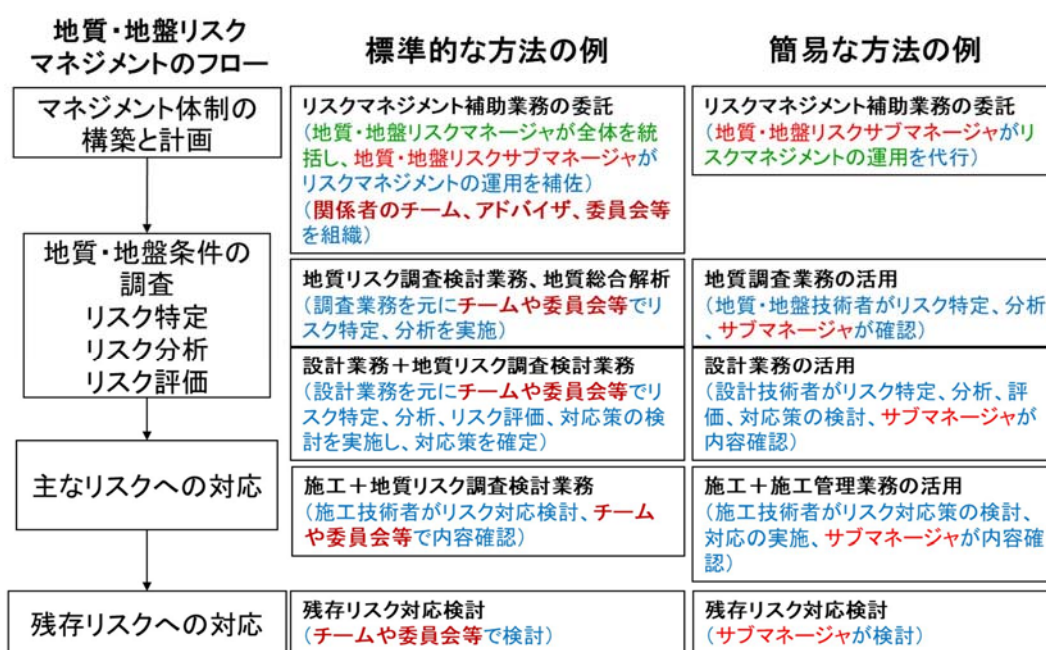 地質・地盤リスク
マネジメントのフロー
マネジメント体制の
構築と計画
地質・地盤条件の
調査
リスク特定
リスク分析
リスク評価
主なリスクへの対応
残存リスクへの対応
標準的な方法の例
リスクマネジメント補助業務の委託
（地質・地盤リスクマネージャが全体を統
括し、地質・地盤リスクサブマネージャが
リスクマネジメントの運用を補佐）
（関係者のチーム、アドバイザ、委員会等
を組織）
地質リスク調査検討業務、地質総合解析
（調査業務を元にチームや委員会等でリ
スク特定、分析を実施）
設計業務＋地質リスク調査検討業務
（設計業務を元にチームや委員会等でリ
スク特定、分析、リスク評価、対応策の検
討を実施し、対応策を確定）
施工＋地質リスク調査検討業務
（施工技術者がリスク対応検討、チーム
や委員会等で内容確認）
残存リスク対応検討
（チームや委員会等で検討）
簡易な方法の例
リスクマネジメント補助業務の委託
（地質・地盤リスクサブマネージャがリ
スクマネジメントの運用を代行）
地質調査業務の活用
（地質・地盤技術者がリスク特定、分析
、サブマネージャが確認）
設計業務の活用
（設計技術者がリスク特定、分析、評
価、対応策の検討、サブマネージャが
内容確認）
施工＋施工管理業務の活用
（施工技術者がリスク対応策の検討、
対応の実施、サブマネージャが内容確
認）
残存リスク対応検討
（サブマネージャが検討）